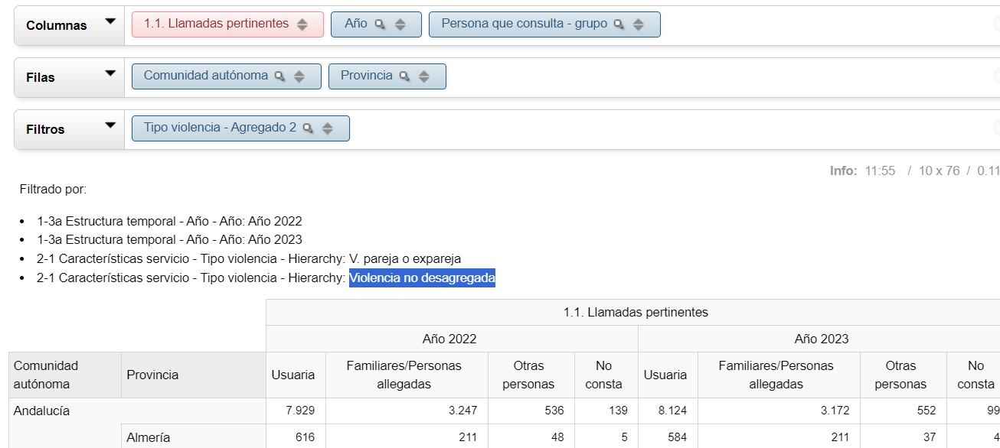 Columnas 1.1. Llamadas pertinentes Año Persona que consulta - grupo
Filas Comunidad autónoma Provincia
Filtros Tipo violencia - Agregado 2
Info: 11:55 / 10 x 76 / 0.11
Filtrado por:
• 1-3a Estructura temporal - Año - Año: Año 2022
• 1-3a Estructura temporal - Año - Año: Año 2023
• 2-1 Características servicio - Tipo violencia - Hierarchy: V. pareja o expareja
• 2-1 Características servicio - Tipo violencia - Hierarchy: Violencia no desagregada
1.1. Llamadas pertinentes
Año 2022 Año 2023
Comunidad autónoma Provincia Usuaria Familiares/Personas allegadas Otras personas No consta Usuaria Familiares/Personas allegadas Otras personas No consta
Andalucía 7.929 3.247 536 139 8.124 3.172 552 99
Almería 616 211 48 5 584 211 37 4